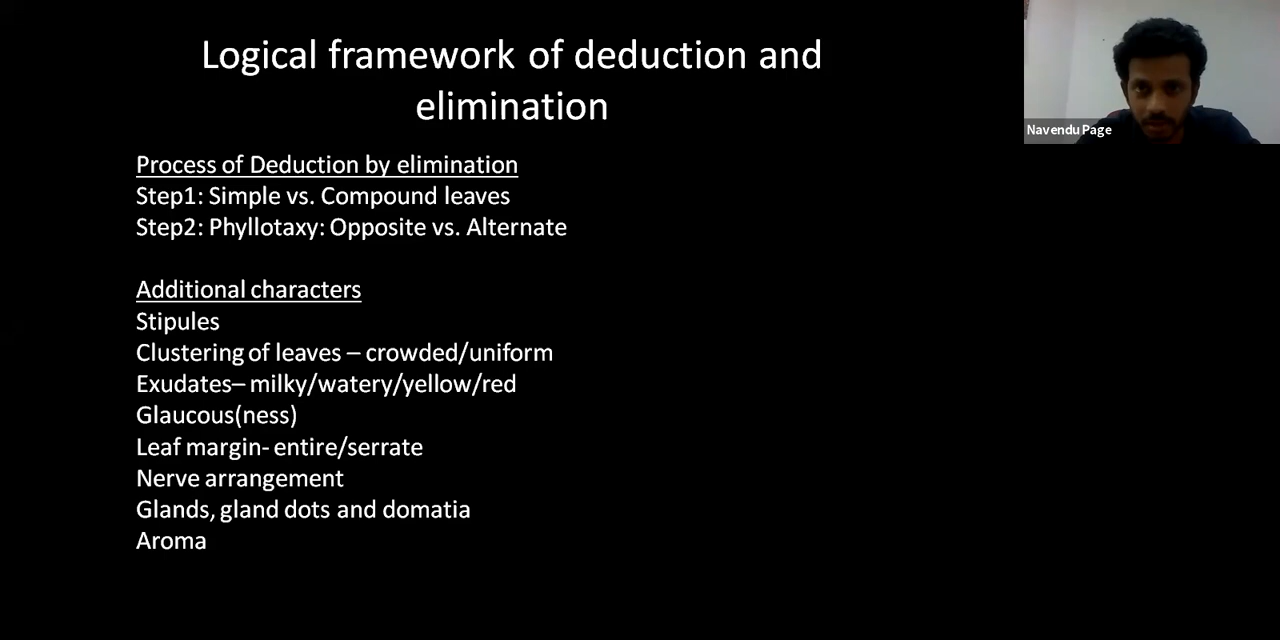 Logical framework of deduction and
elimination
Process of Deduction by elimination
Step1: Simple vs. Compound leaves
Step2: Phyllotaxy: Opposite vs. Alternate
Additional characters
Stipules
Clustering of leaves – crowded/uniform
Exudates– milky/watery/yellow/red
Glaucous(ness)
Leaf margin- entire/serrate
Nerve arrangement
Glands, gland dots and domatia
Aroma
Navendu Page